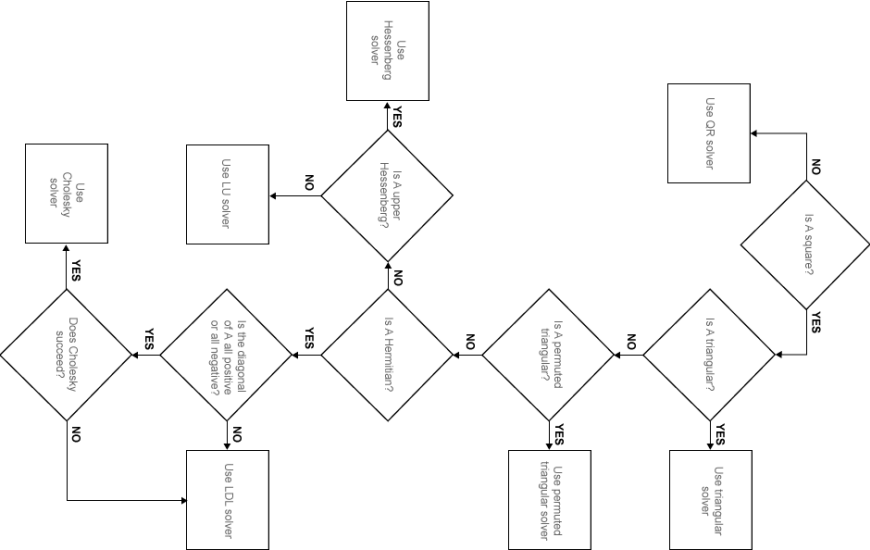 Is A square?
NO
Use QR solver
YES
Is A triangular?
YES
Use triangular
solver
NO
Is A permuted
triangular?
YES
Use permuted
triangular solver
NO
Is A Hermitian?
NO
Is A upper
Hessenberg?
YES
Use
Hessenberg
solver
NO
Use LU solver
YES
Is the diagonal
of A all positive
or all negative?
NO
Use LDL solver
YES
Does Cholesky
succeed?
YES
Use
Cholesky
solver
NO